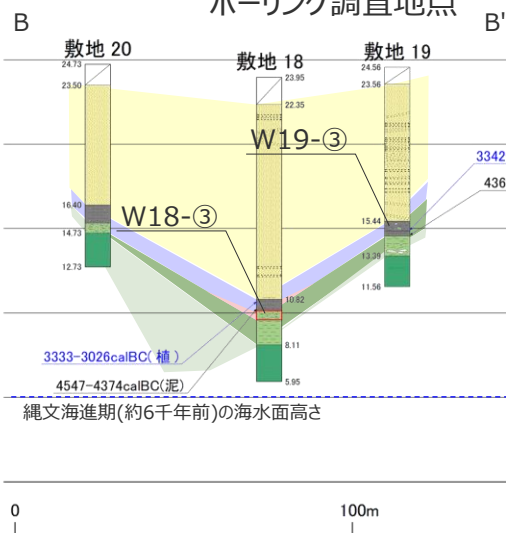 ボーリング調査地点
B
B'
敷地 20
敷地 18
敷地 19
24.73
23.50
23.95
22.35
24.56
23.56
W19-③
3342
436
16.40
W18-③
15.44
14.73
13.39
12.73
11.56
10.82
3333-3026calBC( 植 )
8.11
4547-4374calBC(泥)
5.95
縄文海進期(約6千年前)の海水面高さ
0
100m